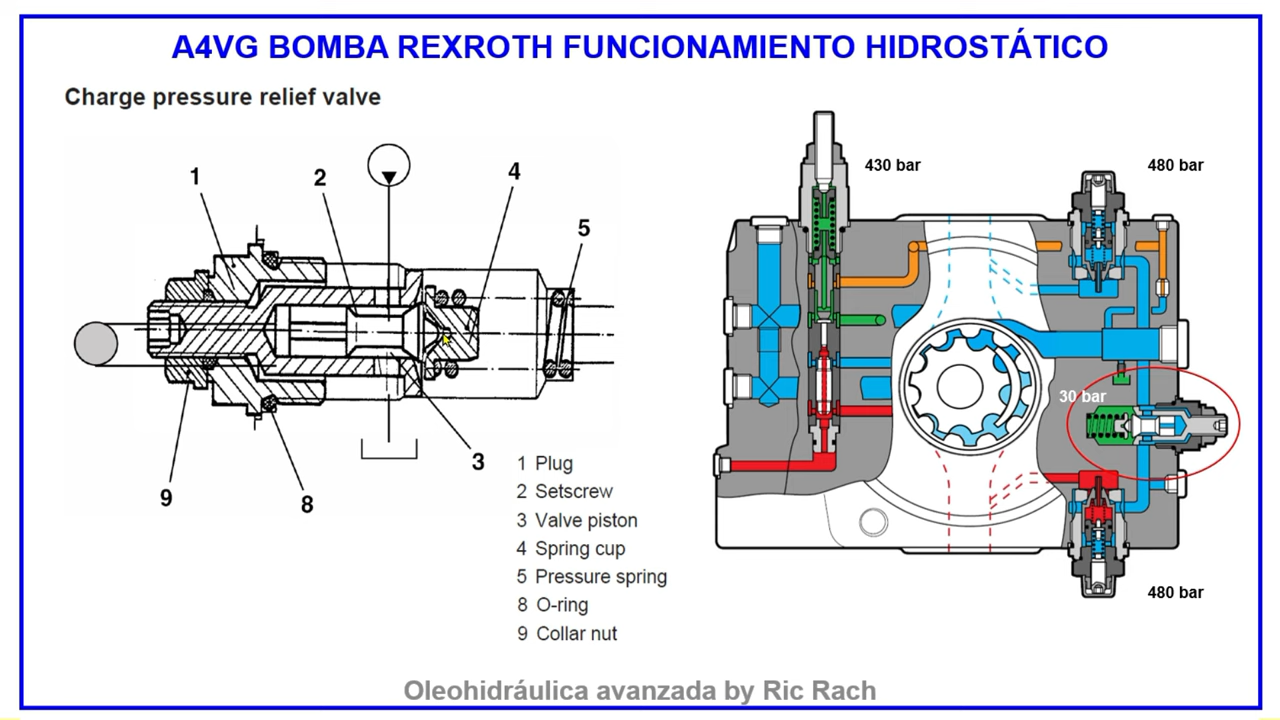 A4VG BOMBA REXROTH FUNCIONAMIENTO HIDROSTÁTICO
Charge pressure relief valve
1
2
4
5
3
9
8
1 Plug
2 Setscrew
3 Valve piston
4 Spring cup
5 Pressure spring
8 O-ring
9 Collar nut
430 bar
480 bar
30 bar
480 bar
Oleohidráulica avanzada by Ric Rach